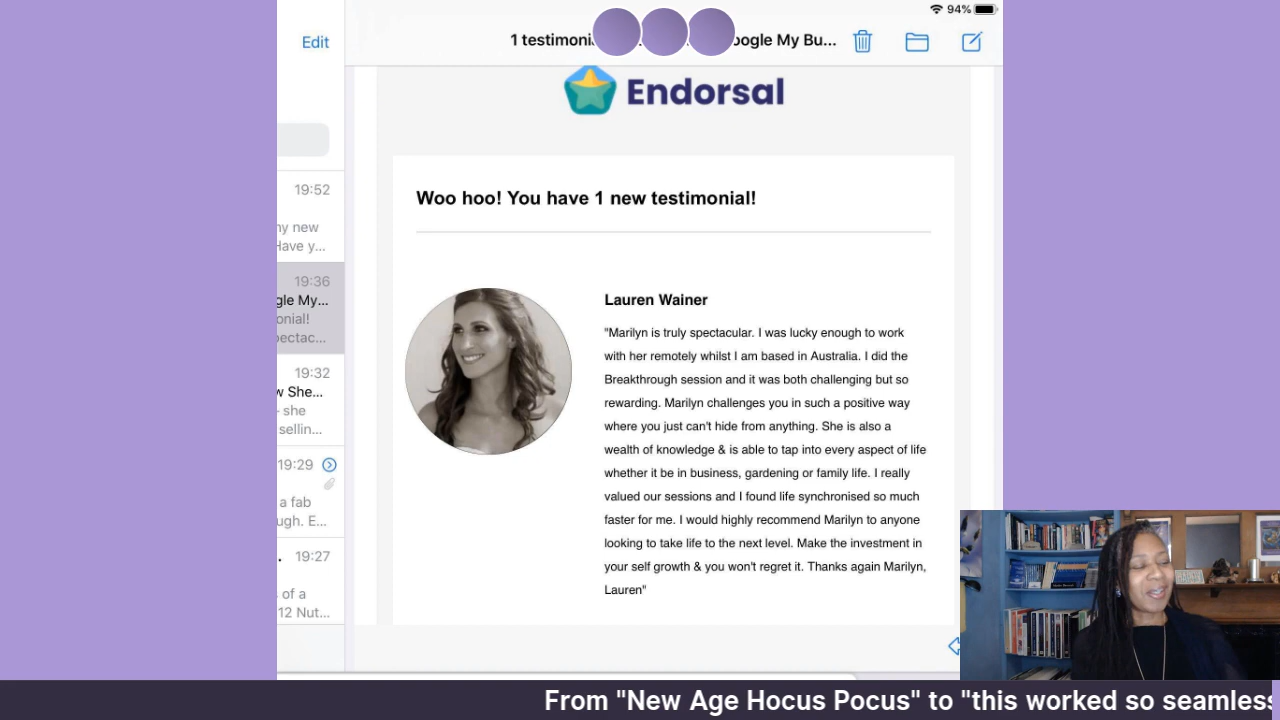 94%
Edit
1 testimoni
oogle My Bu...
Endorsal
19:52
ny new
Have y...
19:36
gle My...
onial!
pectac...
19:32
w She...
- she
sellin...
19:29
a fab
ugh. E...
19:27
s of a
12 Nut...
Woo hoo! You have 1 new testimonial!
Lauren Wainer
"Marilyn is truly spectacular. I was lucky enough to work
with her remotely whilst I am based in Australia. I did the
Breakthrough session and it was both challenging but so
rewarding. Marilyn challenges you in such a positive way
where you just can't hide from anything. She is also a
wealth of knowledge & is able to tap into every aspect of life
whether it be in business, gardening or family life. I really
valued our sessions and I found life synchronised so much
faster for me. I would highly recommend Marilyn to anyone
looking to take life to the next level. Make the investment in
your self growth & you won't regret it. Thanks again Marilyn,
Lauren"
From "New Age Hocus Pocus" to "this worked so seamless